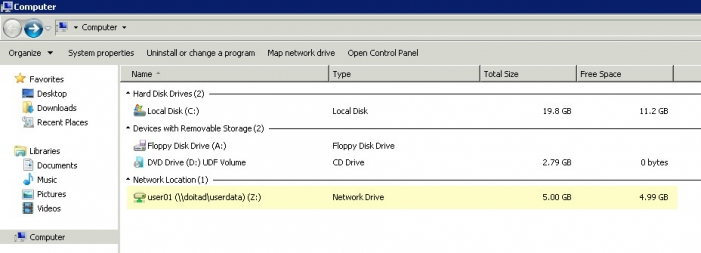 Computer
Computer
Organize System properties Uninstall or change a program Map network drive Open Control Panel
Favorites
Desktop
Downloads
Recent Places
Libraries
Documents
Music
Pictures
Videos
Computer
Name Type Total Size Free Space
Hard Disk Drives (2)
Local Disk (C:) Local Disk 19.8 GB 11.2 GB
Devices with Removable Storage (2)
Floppy Disk Drive (A:) Floppy Disk Drive
DVD Drive (D:) UDF Volume CD Drive 2.79 GB 0 bytes
Network Location (1)
user01 (\\doitad\userdata) (Z:) Network Drive 5.00 GB 4.99 GB